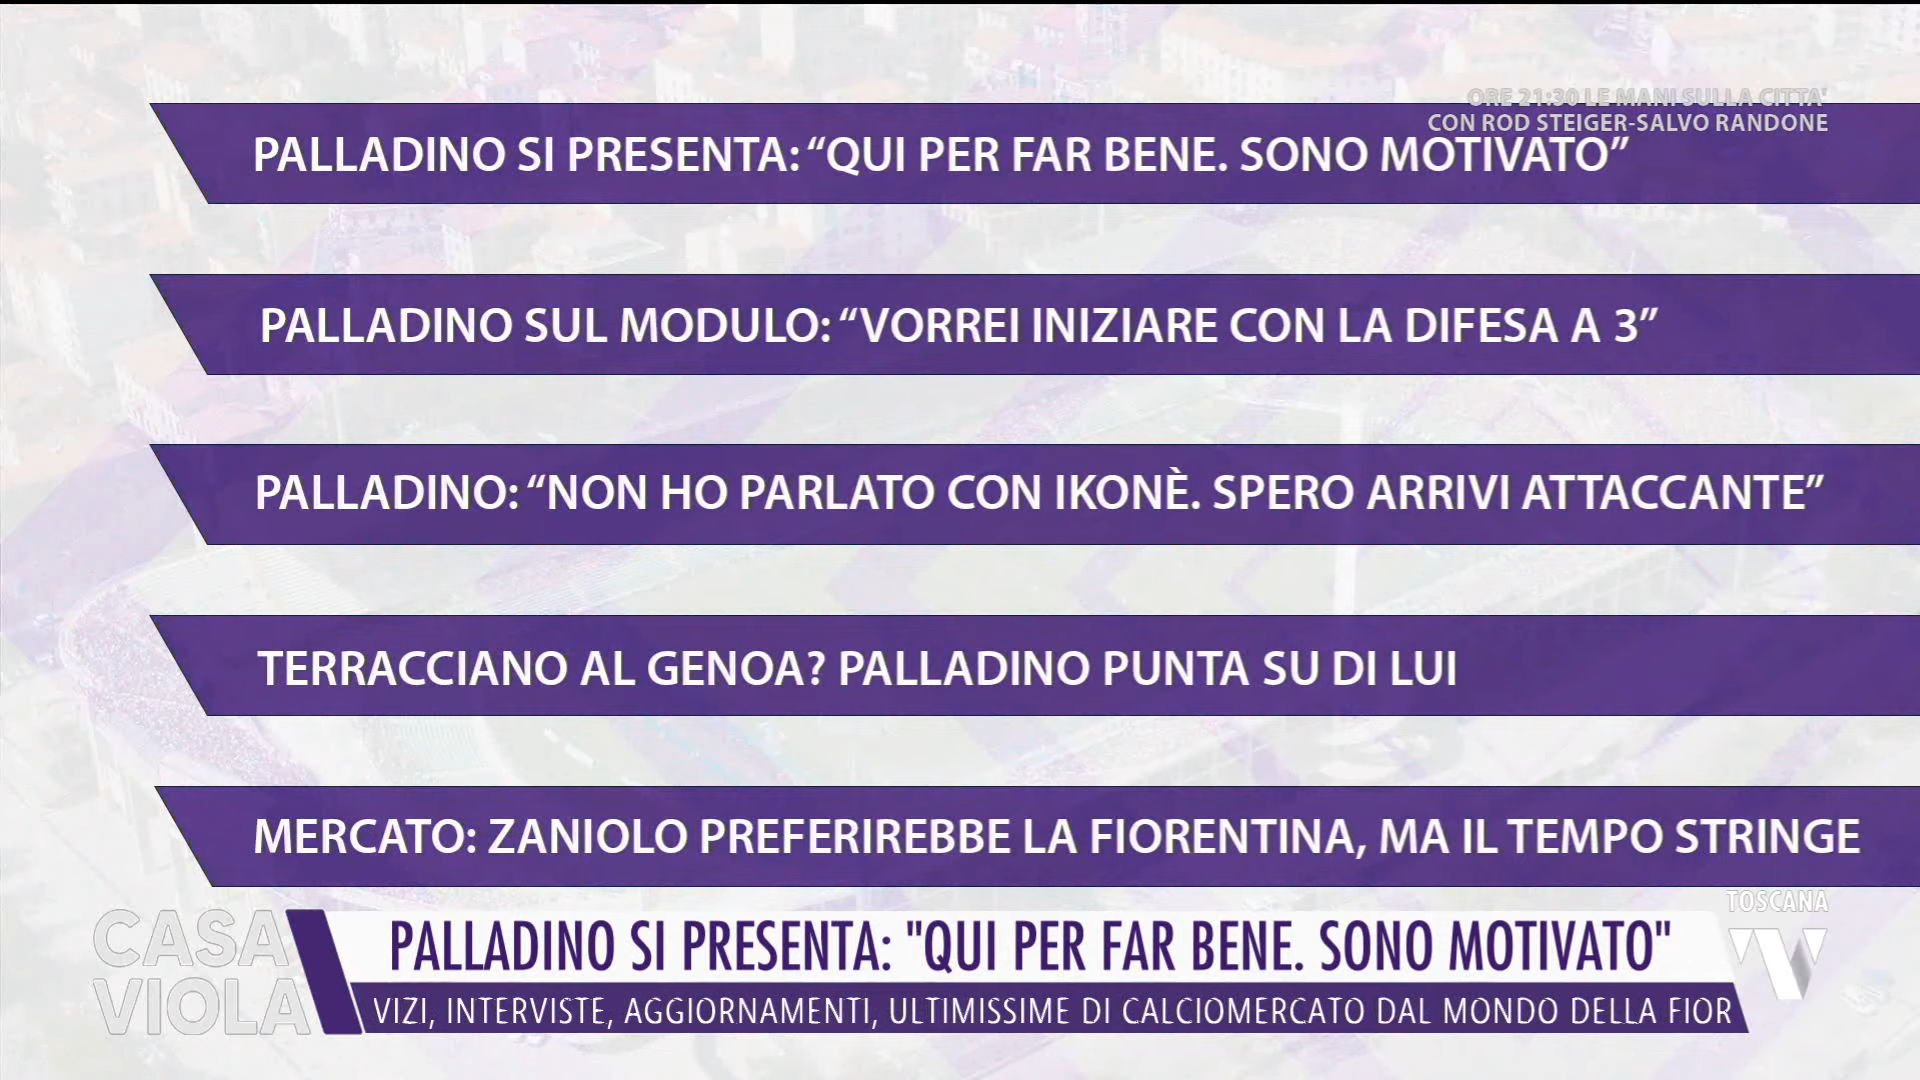 ORE 21:30 LE MANI SULLA CITTA'
CON ROD STEIGER-SALVO RANDONE
PALLADINO SI PRESENTA: “QUI PER FAR BENE. SONO MOTIVATO”
PALLADINO SUL MODULO: “VORREI INIZIARE CON LA DIFESA A 3”
PALLADINO: “NON HO PARLATO CON IKONÈ. SPERO ARRIVI ATTACCANTE”
TERRACCIANO AL GENOA? PALLADINO PUNTA SU DI LUI
MERCATO: ZANIOLO PREFERIREBBE LA FIORENTINA, MA IL TEMPO STRINGE
CASA
VIOLA
PALLADINO SI PRESENTA: "QUI PER FAR BENE. SONO MOTIVATO"
VIZI, INTERVISTE, AGGIORNAMENTI, ULTIMISSIME DI CALCIOMERCATO DAL MONDO DELLA FIOR
TOSCANA
TV